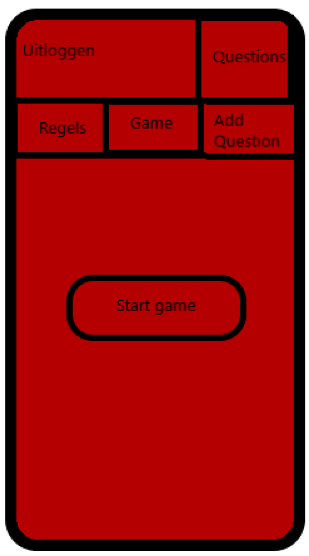 Uitloggen
Questions
Regels
Game
Add
Question
Start game